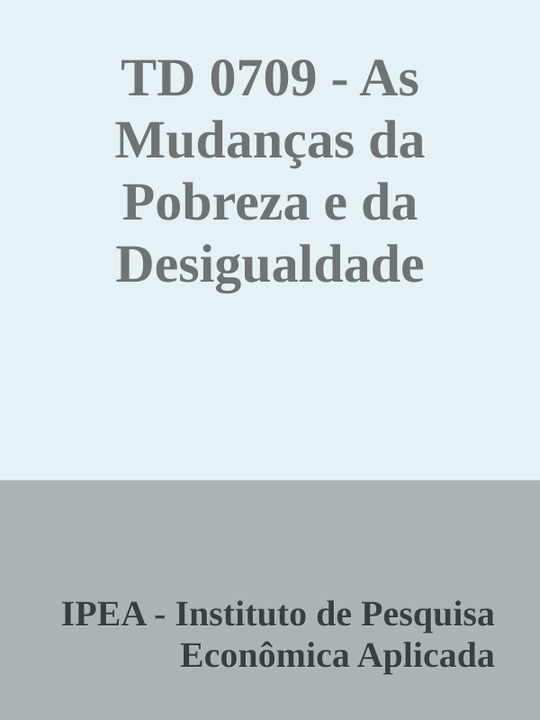 TD 0709 - As
Mudanças da
Pobreza e da
Desigualdade
IPEA - Instituto de Pesquisa
Econômica Aplicada